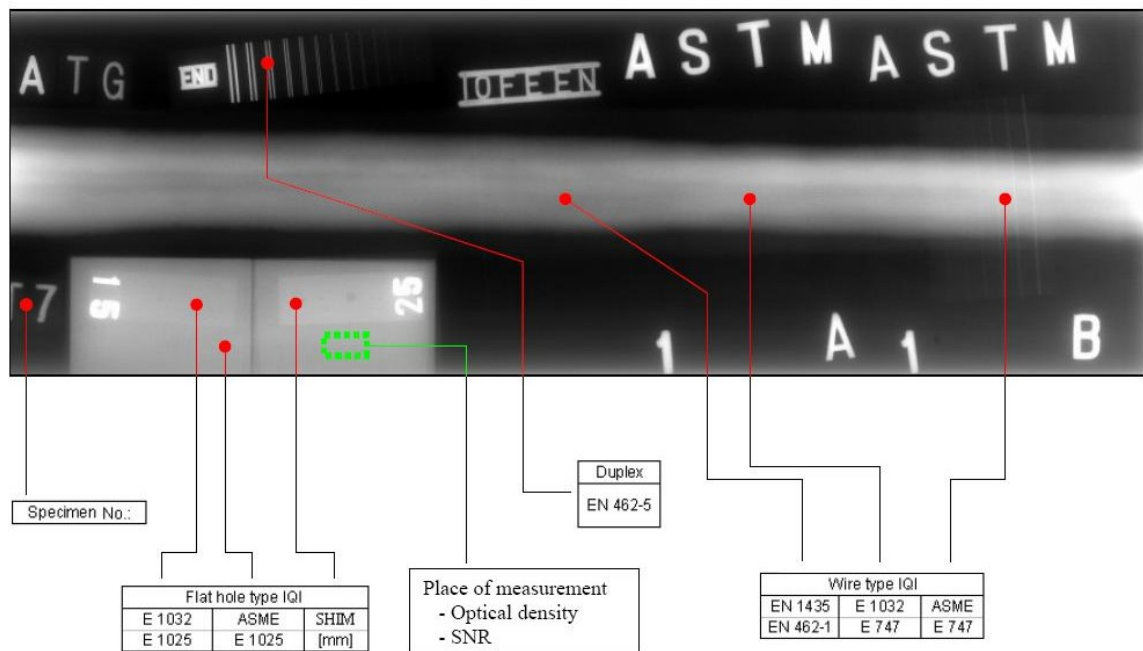 A T G
END
10FEEN
A S T M A S T M
T7
15
25
1 A 1 B
Duplex
EN 462-5
Specimen No.:
Flat hole type IQI
E 1032 ASME SHIM
E 1025 E 1025 [mm]
Place of measurement
- Optical density
- SNR
Wire type IQI
EN 1435 E 1032 ASME
EN 462-1 E 747 E 747